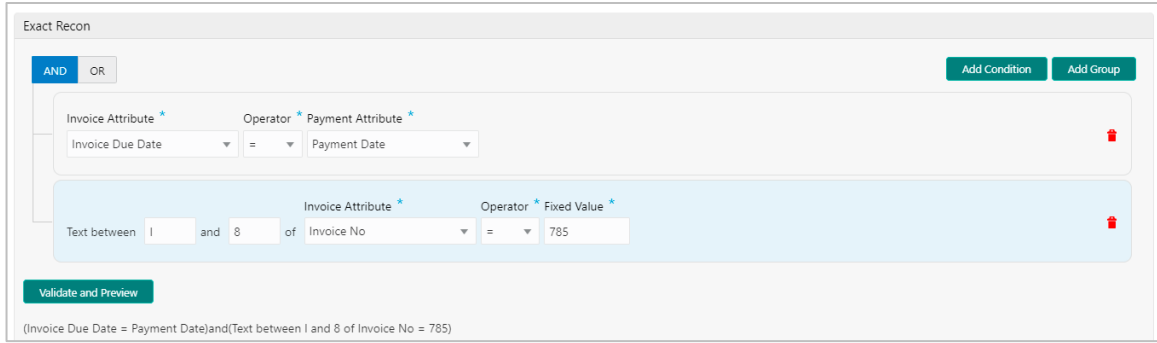 Exact Recon
AND OR Add Condition Add Group
Invoice Attribute * Operator * Payment Attribute *
Invoice Due Date = Payment Date
Invoice Attribute * Operator * Fixed Value *
Text between I and 8 of Invoice No = 785
Validate and Preview
(Invoice Due Date = Payment Date)and(Text between I and 8 of Invoice No = 785)